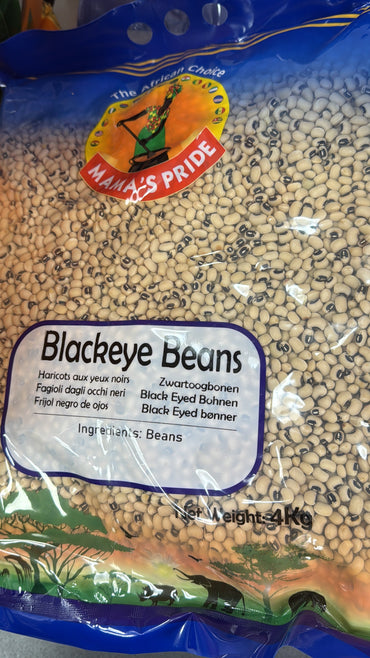 The African Choice
MAMA'S PRIDE
Blackeye Beans
Haricots aux yeux noirs
Fagioli dagli occhi neri
Frijol negro de ojos
Zwartoogbonen
Black Eyed Bohnen
Black Eyed bønner
Ingredients: Beans
Net Weight: 4Kg